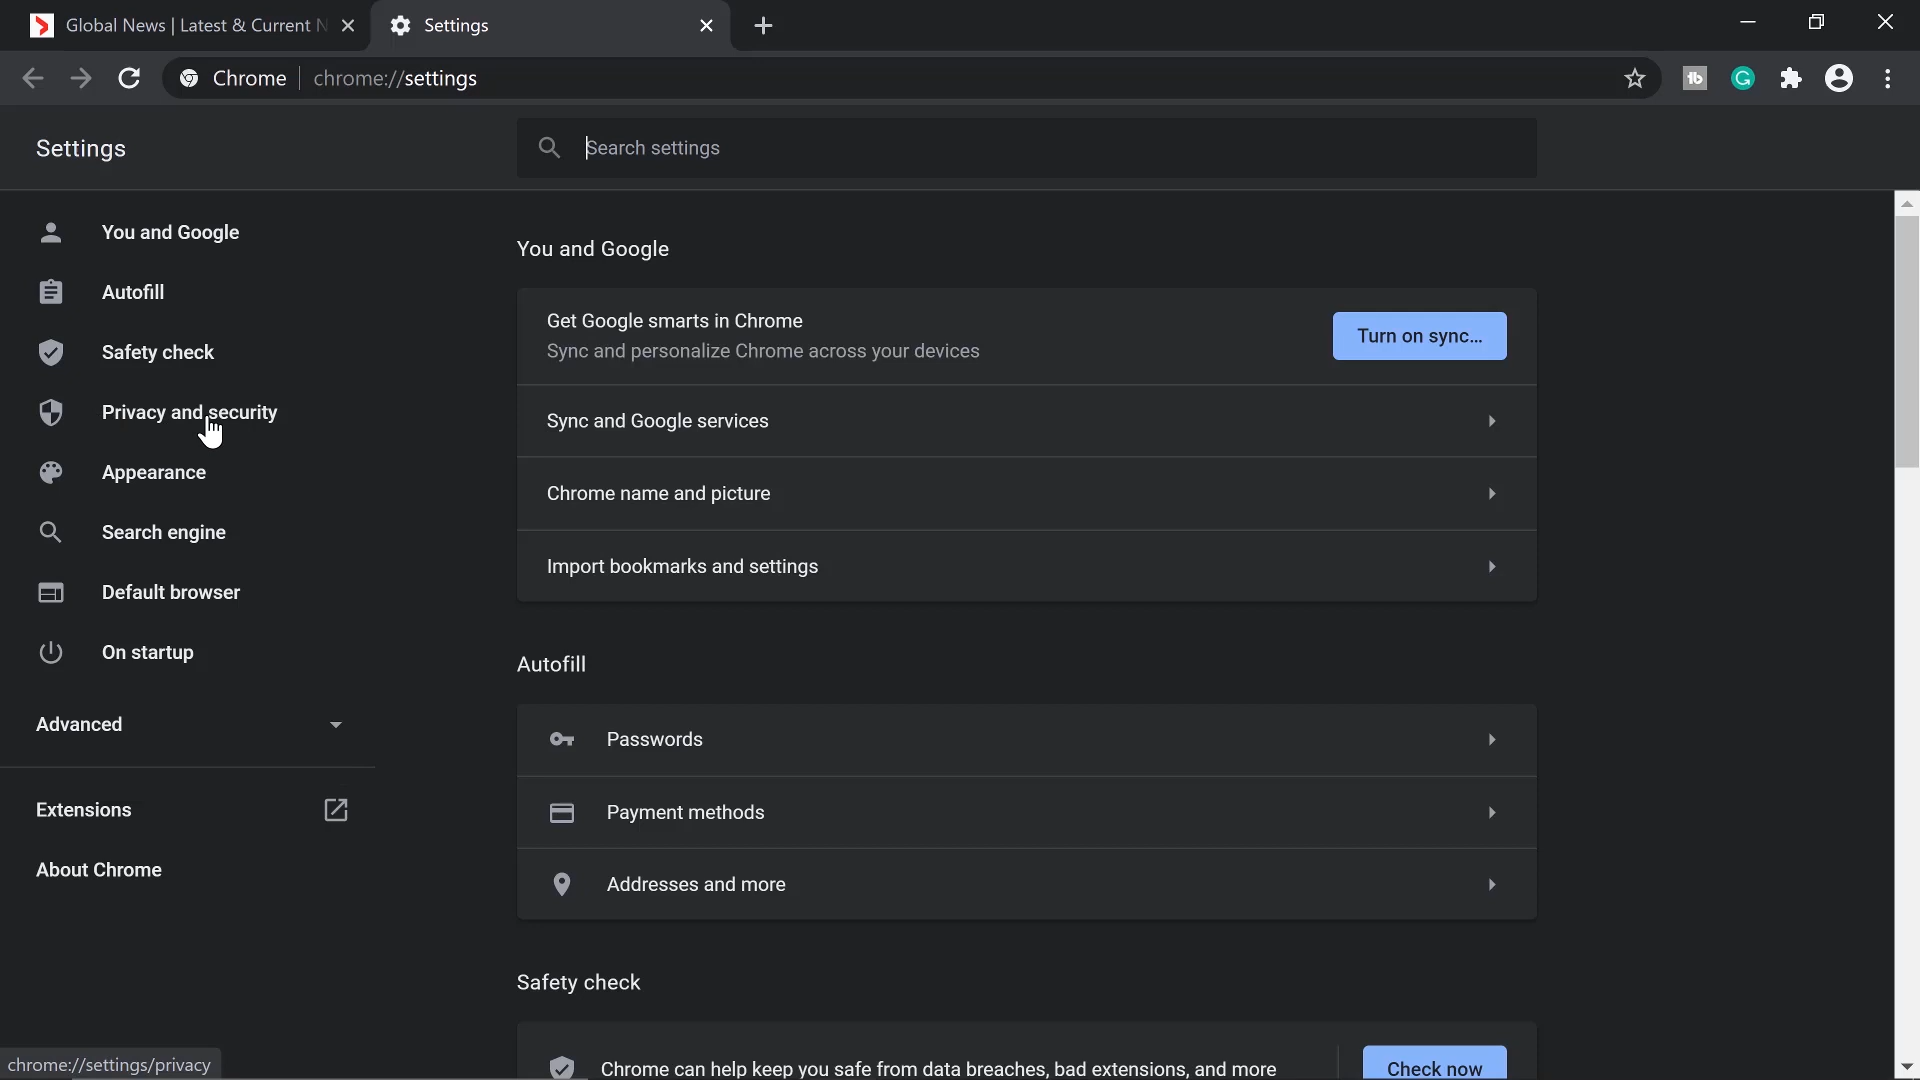 Global News | Latest & Current N
Settings
Chrome
chrome://settings
tb
G
Settings
Search settings
You and Google
Autofill
Safety check
Privacy and security
Appearance
Search engine
Default browser
On startup
Advanced
Extensions
About Chrome
You and Google
Get Google smarts in Chrome
Sync and personalize Chrome across your devices
Turn on sync...
Sync and Google services
Chrome name and picture
Import bookmarks and settings
Autofill
Passwords
Payment methods
Addresses and more
Safety check
Chrome can help keep you safe from data breaches, bad extensions, and more
Check now
chrome://settings/privacy